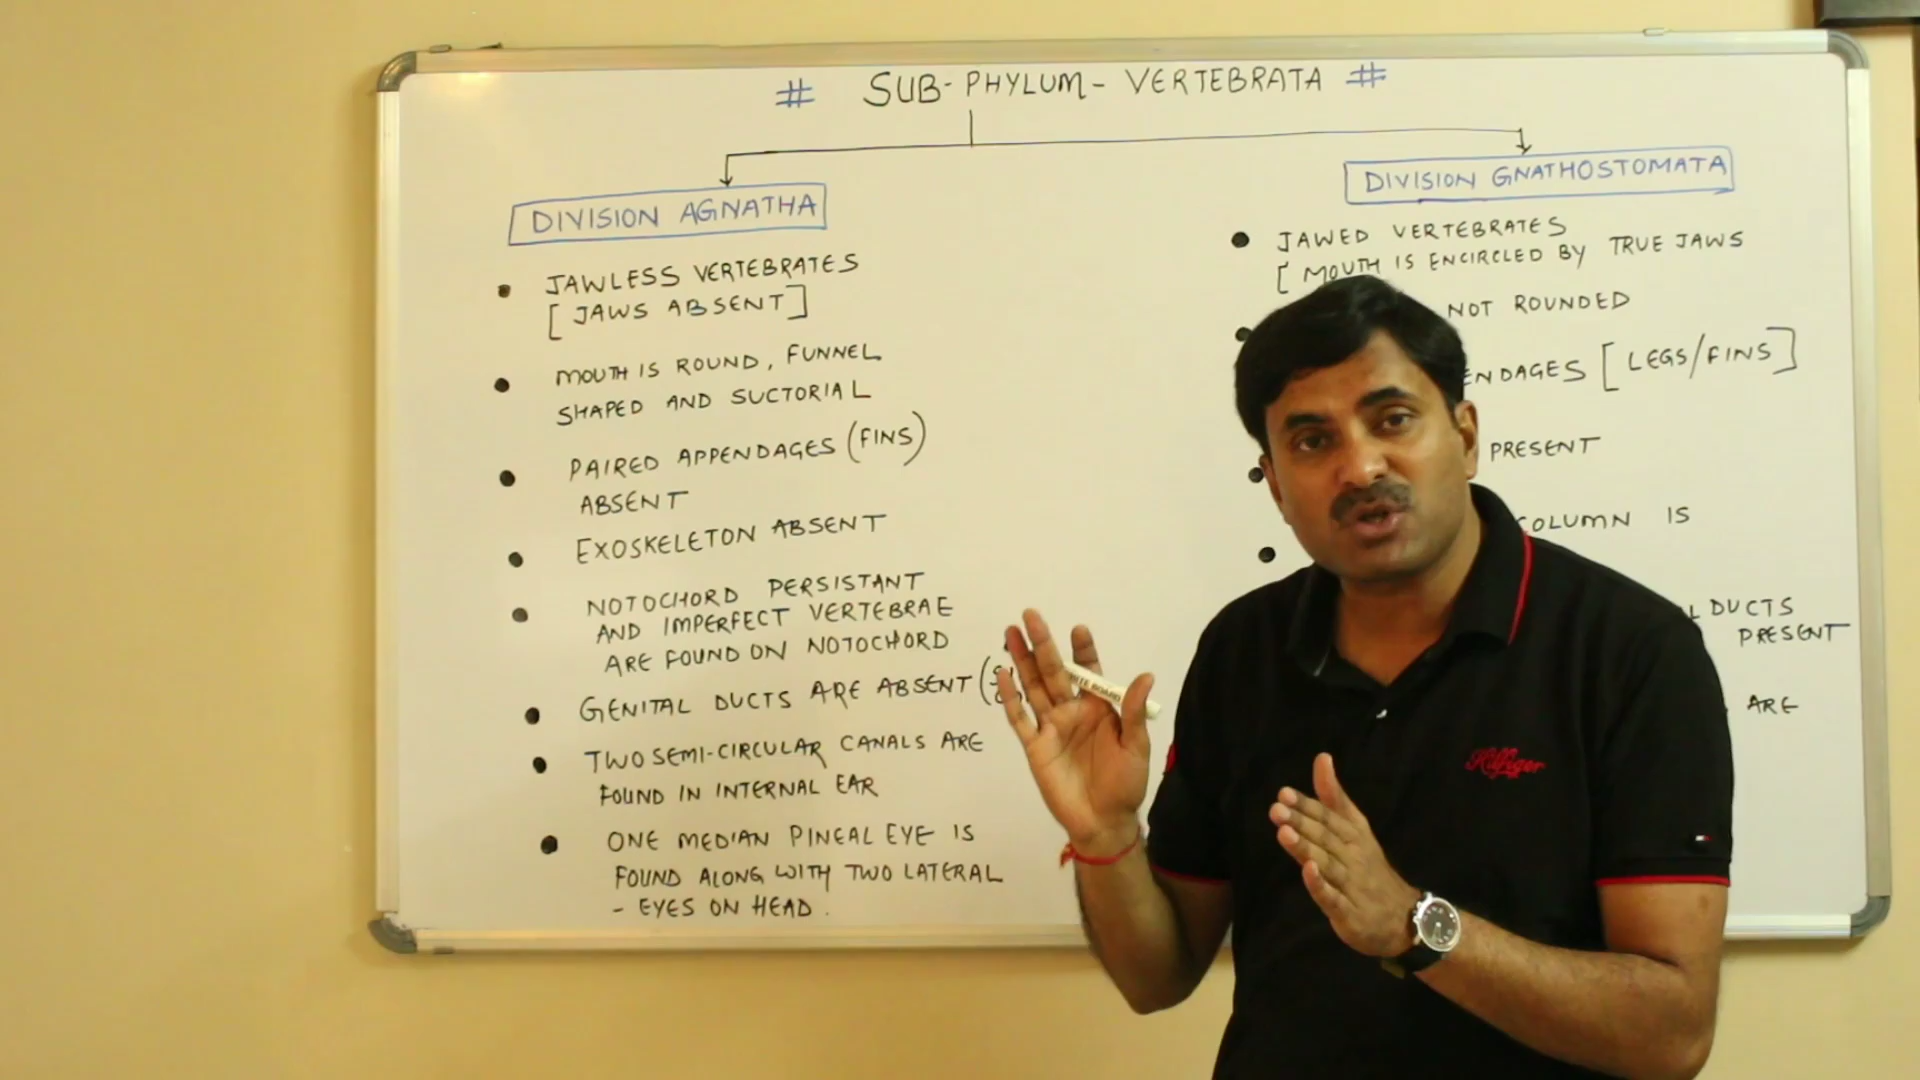 # SUB-PHYLUM-VERTEBRATA #
DIVISION AGNATHA
JAWLESS VERTEBRATES
[JAWS ABSENT]
MOUTH IS ROUND, FUNNEL
SHAPED AND SUCTORIAL
PAIRED APPENDAGES (FINS)
ABSENT
EXOSKELETON ABSENT
NOTOCHORD PERSISTANT
AND IMPERFECT VERTEBRAE
ARE FOUND ON NOTOCHORD
GENITAL DUCTS ARE ABSENT
TWO SEMI-CIRCULAR CANALS ARE
FOUND IN INTERNAL EAR
ONE MEDIAN PINEAL EYE IS
FOUND ALONG WITH TWO LATERAL
- EYES ON HEAD.
DIVISION GNATHOSTOMATA
JAWED VERTEBRATES
[MOUTH IS ENCIRCLED BY TRUE JAWS
NOT ROUNDED
[LEGS/FINS]
PRESENT
COLUMN IS
DUCTS
PRESENT
ARE
BOARD
Hilfiger